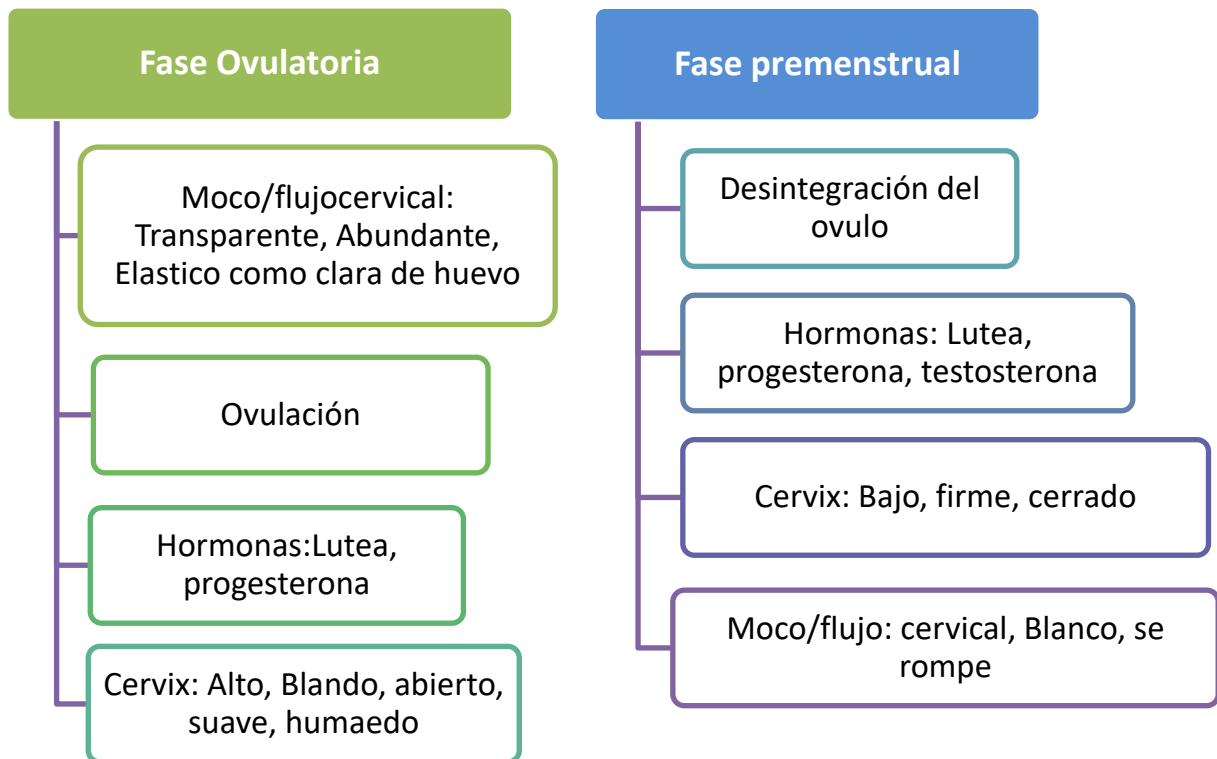 Fase Ovulatoria
Moco/flujocervical:
Transparente, Abundante,
Elastico como clara de huevo
Ovulación
Hormonas:Lutea,
progesterona
Cervix: Alto, Blando, abierto,
suave, humaedo
Fase premenstrual
Desintegración del
ovulo
Hormonas: Lutea,
progesterona, testosterona
Cervix: Bajo, firme, cerrado
Moco/flujo: cervical, Blanco, se
rompe